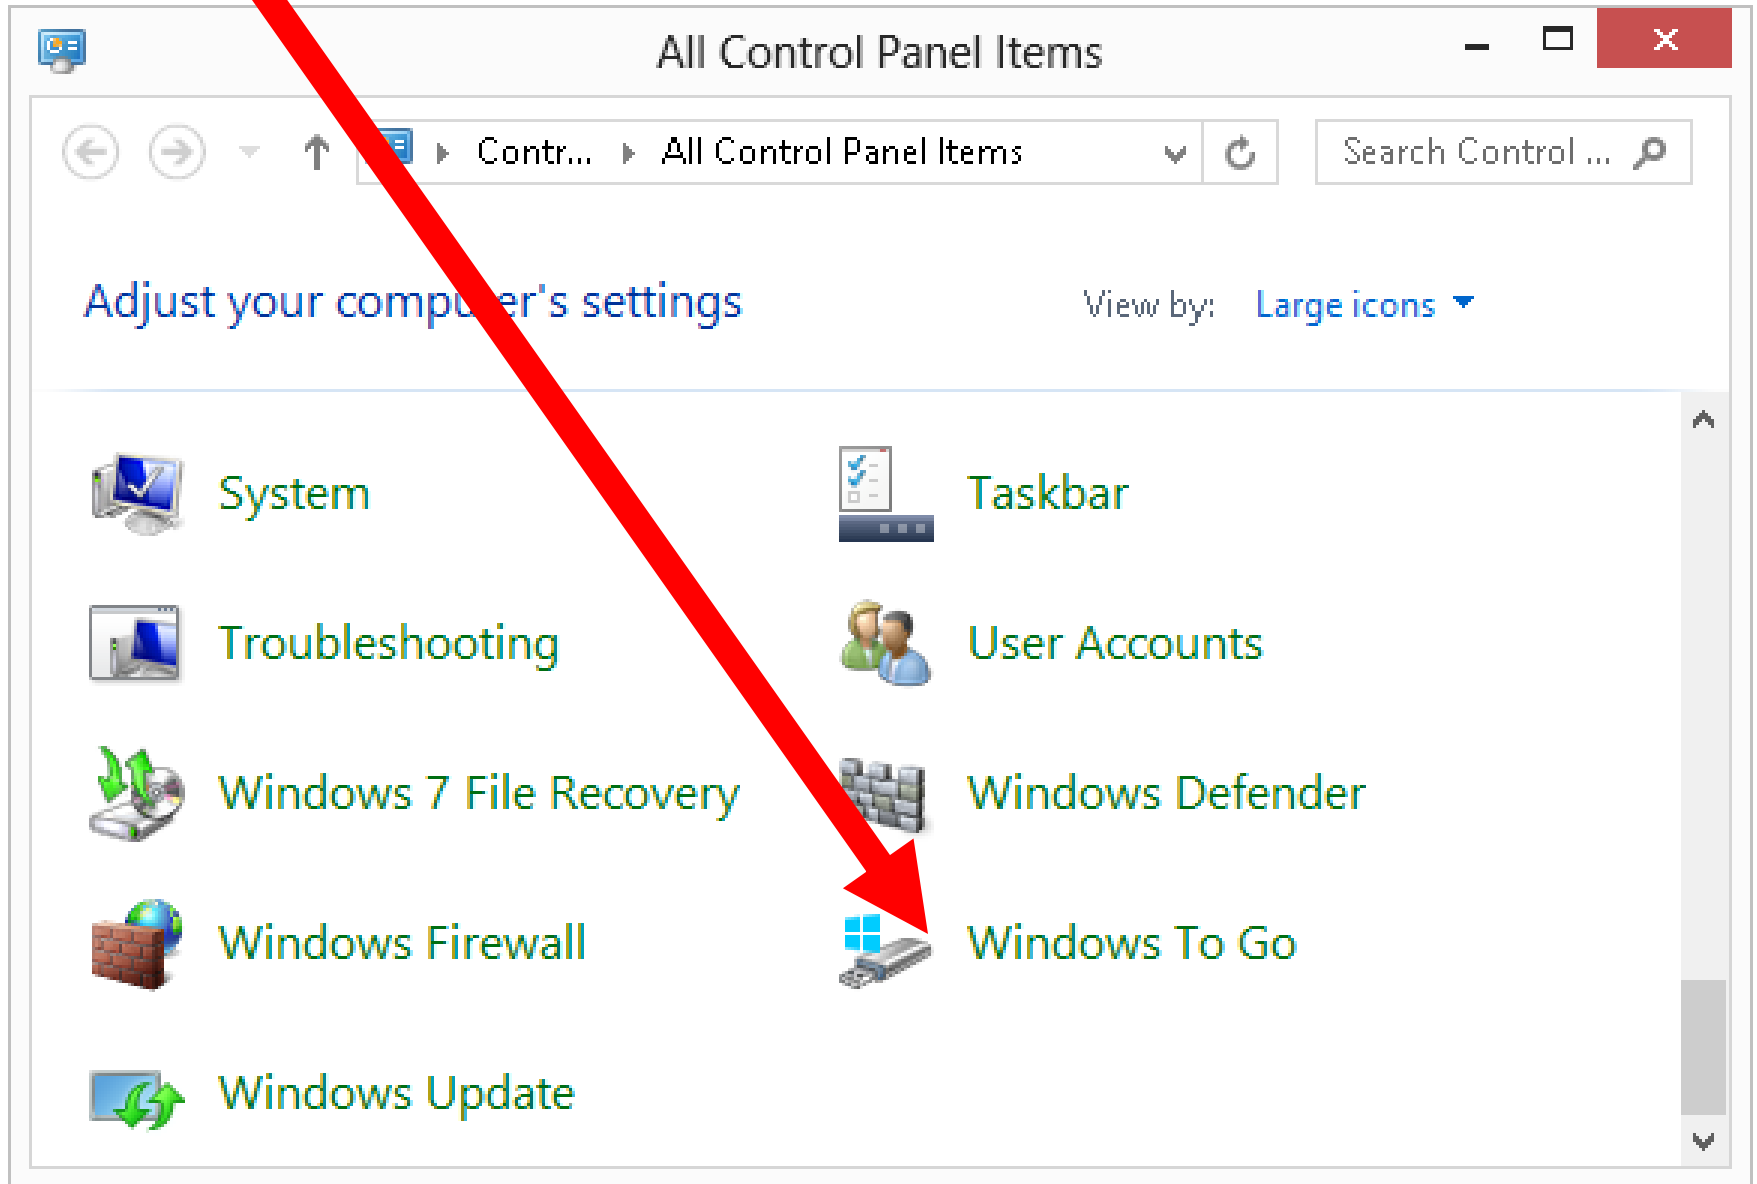 All Control Panel Items
Contr... All Control Panel Items Search Control ...
Adjust your computer's settings View by: Large icons
System Taskbar
Troubleshooting User Accounts
Windows 7 File Recovery Windows Defender
Windows Firewall Windows To Go
Windows Update